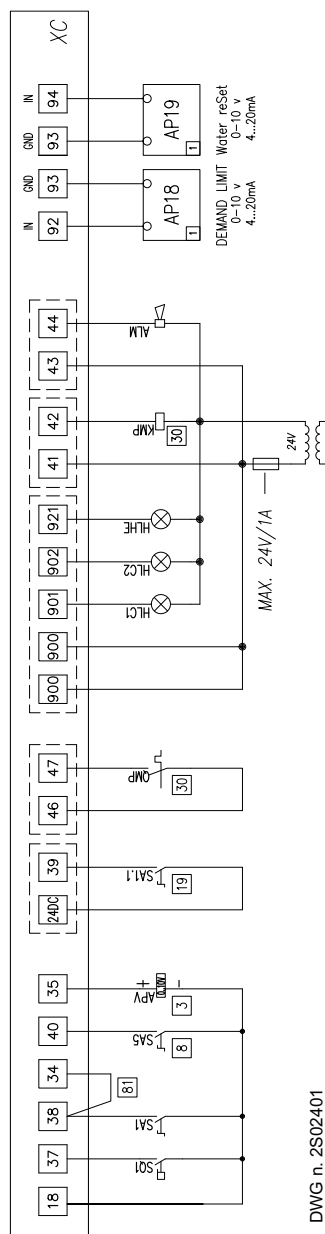 XC
IN GND GND IN
18 37 38 34 40 35 24DC 39 46 47 900 900 901 902 921 41 42 43 44 92 93 93 94
81
SQ1 SA1 SA5 APV + 0..10V - SA1.1 QMP HLC1 HLC2 HLHE KMP ALM
8 3 19 30 30
AP18 AP19
1 1
DEMAND LIMIT
0-10 v
4...20mA
Water reSet
0-10 v
4...20mA
MAX. 24V/1A
24V
DWG n. 2S02401